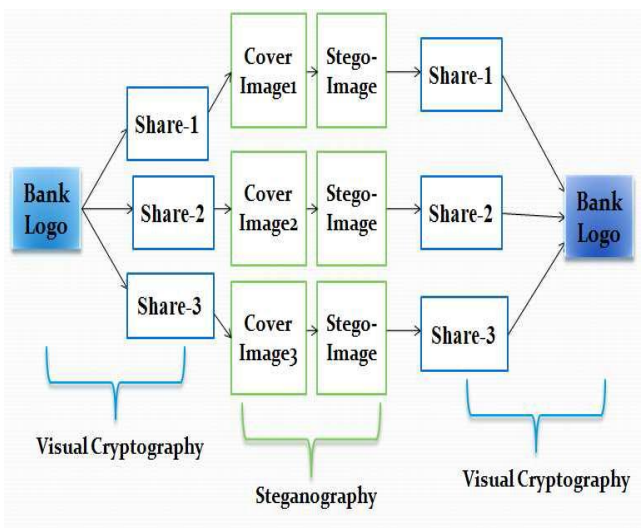 Bank
Logo
Share-1
Share-2
Share-3
Cover
Image1
Stego-
Image
Cover
Image2
Stego-
Image
Cover
Image3
Stego-
Image
Share-1
Share-2
Share-3
Bank
Logo
Visual Cryptography
Steganography
Visual Cryptography